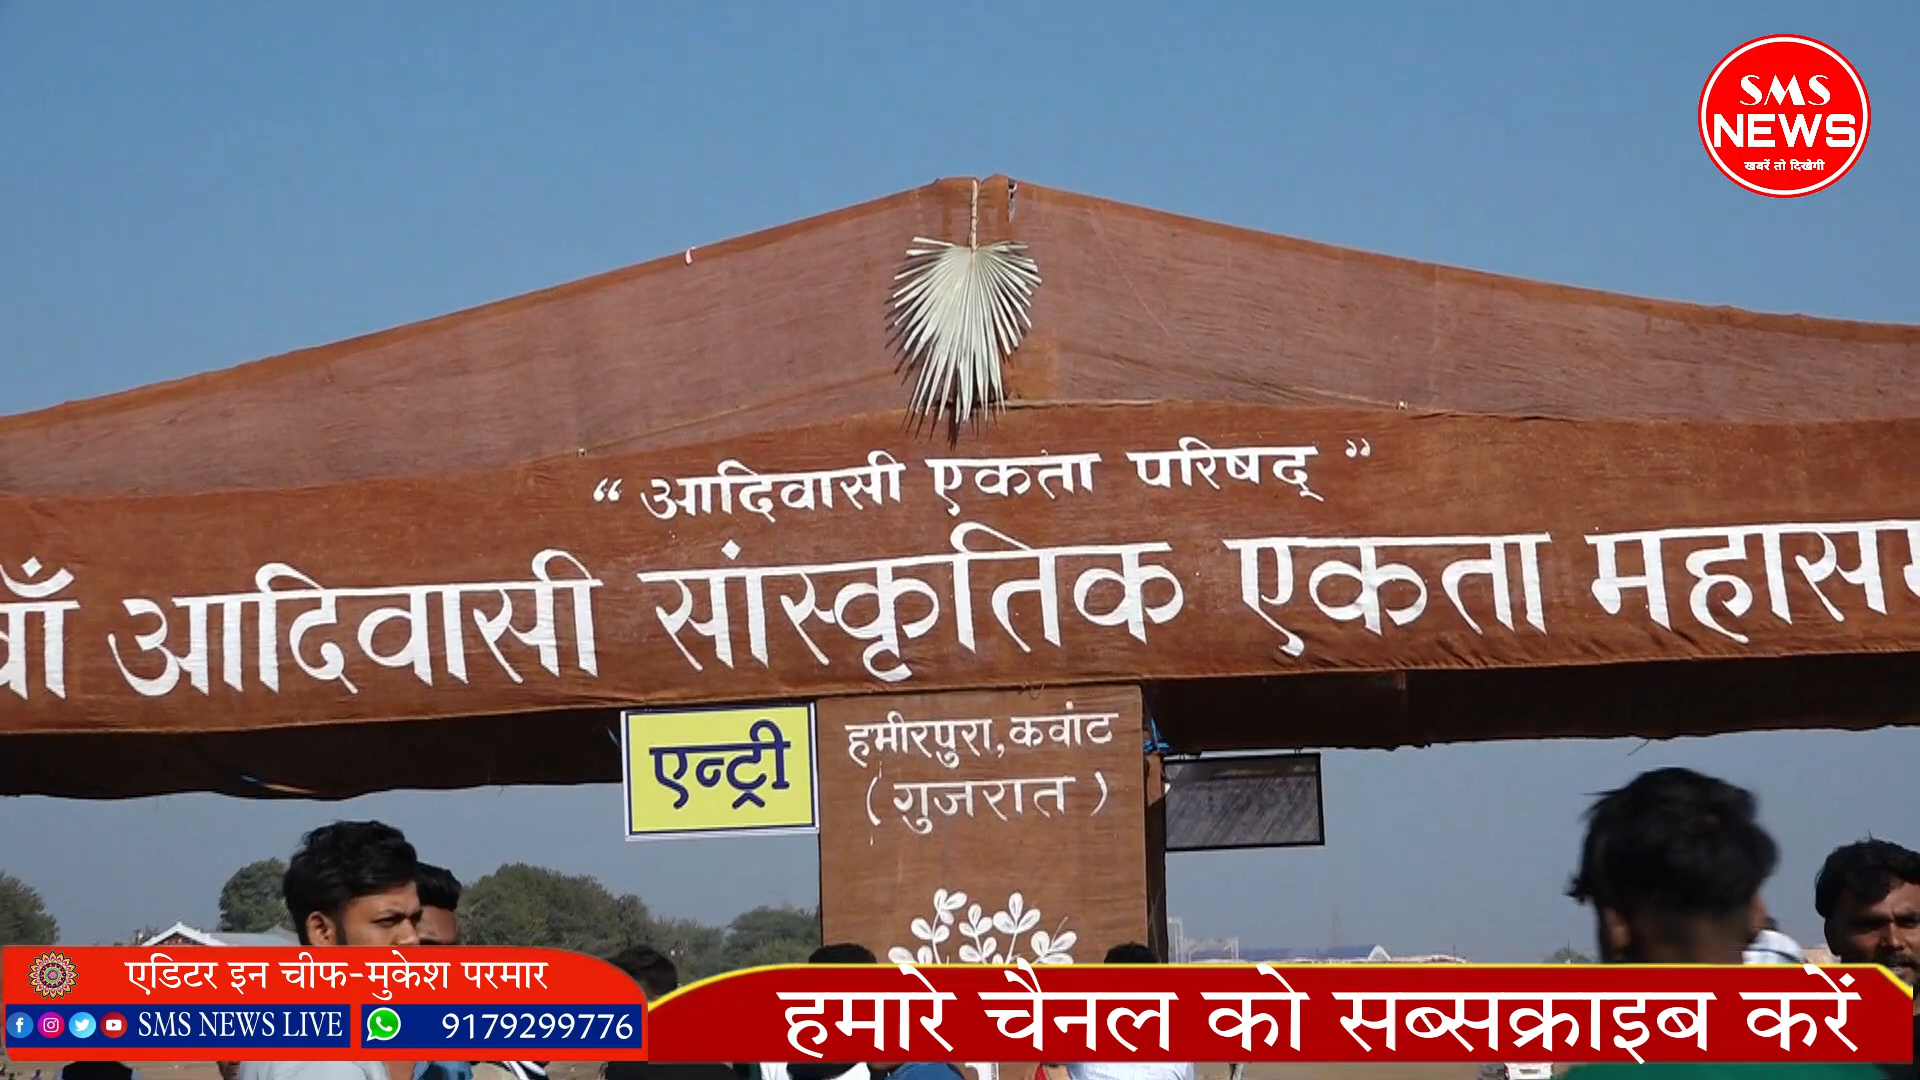 SMS
NEWS
खबरें तो दिखेगी
“ आदिवासी एकता परिषद् ”
वाँ आदिवासी सांस्कृतिक एकता
एन्ट्री
हमीरपुरा, कवांट
(गुजरात)
एडिटर इन चीफ-मुकेश परमार
SMS NEWS LIVE
9179299776
हमारे चैनल को सब्सक्राइब करें